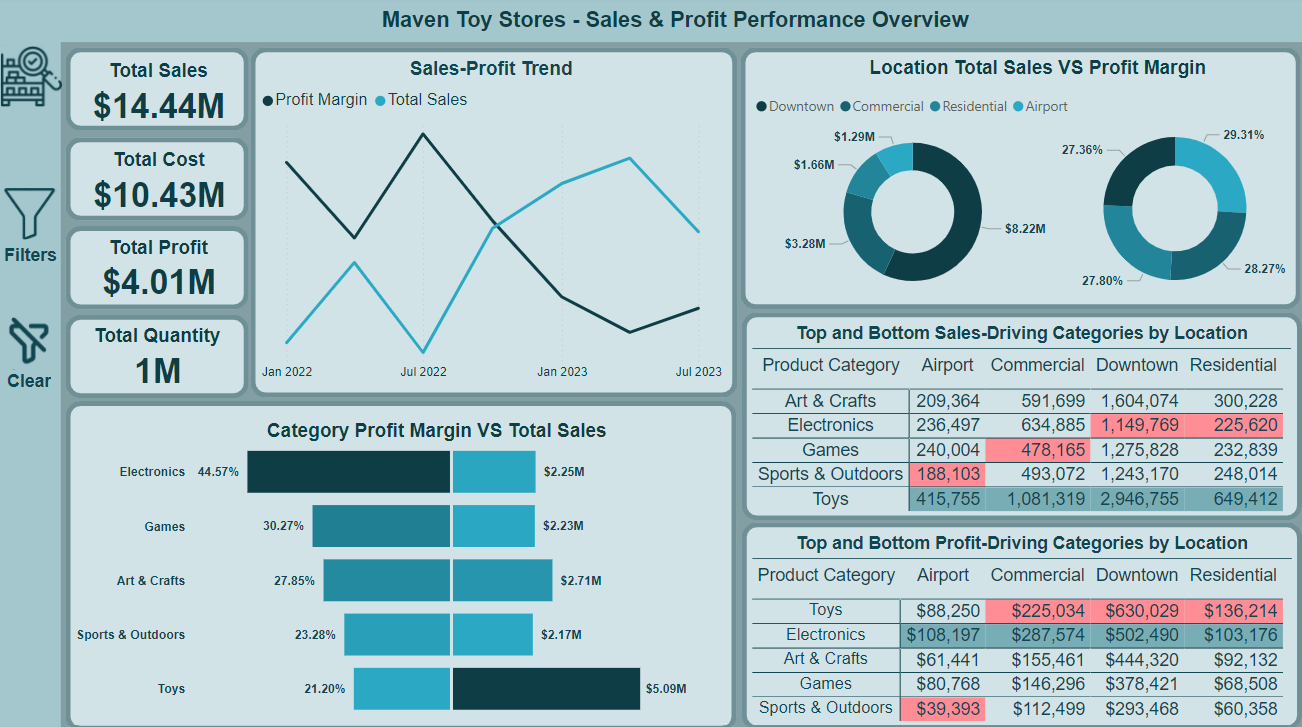 Maven Toy Stores - Sales & Profit Performance Overview
Filters
Clear
Total Sales
$14.44M
Total Cost
$10.43M
Total Profit
$4.01M
Total Quantity
1M
Sales-Profit Trend
Profit Margin Total Sales
Jan 2022 Jul 2022 Jan 2023 Jul 2023
Category Profit Margin VS Total Sales
Electronics 44.57% $2.25M
Games 30.27% $2.23M
Art & Crafts 27.85% $2.71M
Sports & Outdoors 23.28% $2.17M
Toys 21.20% $5.09M
Location Total Sales VS Profit Margin
Downtown Commercial Residential Airport
$1.29M
$1.66M
$3.28M
$8.22M
27.36%
29.31%
27.80%
28.27%
Top and Bottom Sales-Driving Categories by Location
Product Category Airport Commercial Downtown Residential
Art & Crafts 209,364 591,699 1,604,074 300,228
Electronics 236,497 634,885 1,149,769 225,620
Games 240,004 478,165 1,275,828 232,839
Sports & Outdoors 188,103 493,072 1,243,170 248,014
Toys 415,755 1,081,319 2,946,755 649,412
Top and Bottom Profit-Driving Categories by Location
Product Category Airport Commercial Downtown Residential
Toys $88,250 $225,034 $630,029 $136,214
Electronics $108,197 $287,574 $502,490 $103,176
Art & Crafts $61,441 $155,461 $444,320 $92,132
Games $80,768 $146,296 $378,421 $68,508
Sports & Outdoors $39,393 $112,499 $293,468 $60,358